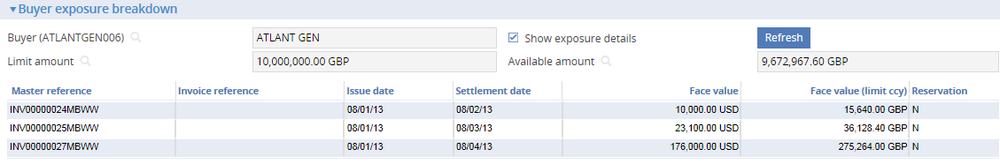 Buyer exposure breakdown
Buyer (ATLANTGEN006) ATLANT GEN Show exposure details Refresh
Limit amount 10,000,000.00 GBP Available amount 9,672,967.60 GBP
Master reference Invoice reference Issue date Settlement date Face value Face value (limit ccy) Reservation
INV00000024MBWW 08/01/13 08/02/13 10,000.00 USD 15,640.00 GBP N
INV00000025MBWW 08/01/13 08/03/13 23,100.00 USD 36,128.40 GBP N
INV00000027MBWW 08/01/13 08/04/13 176,000.00 USD 275,264.00 GBP N